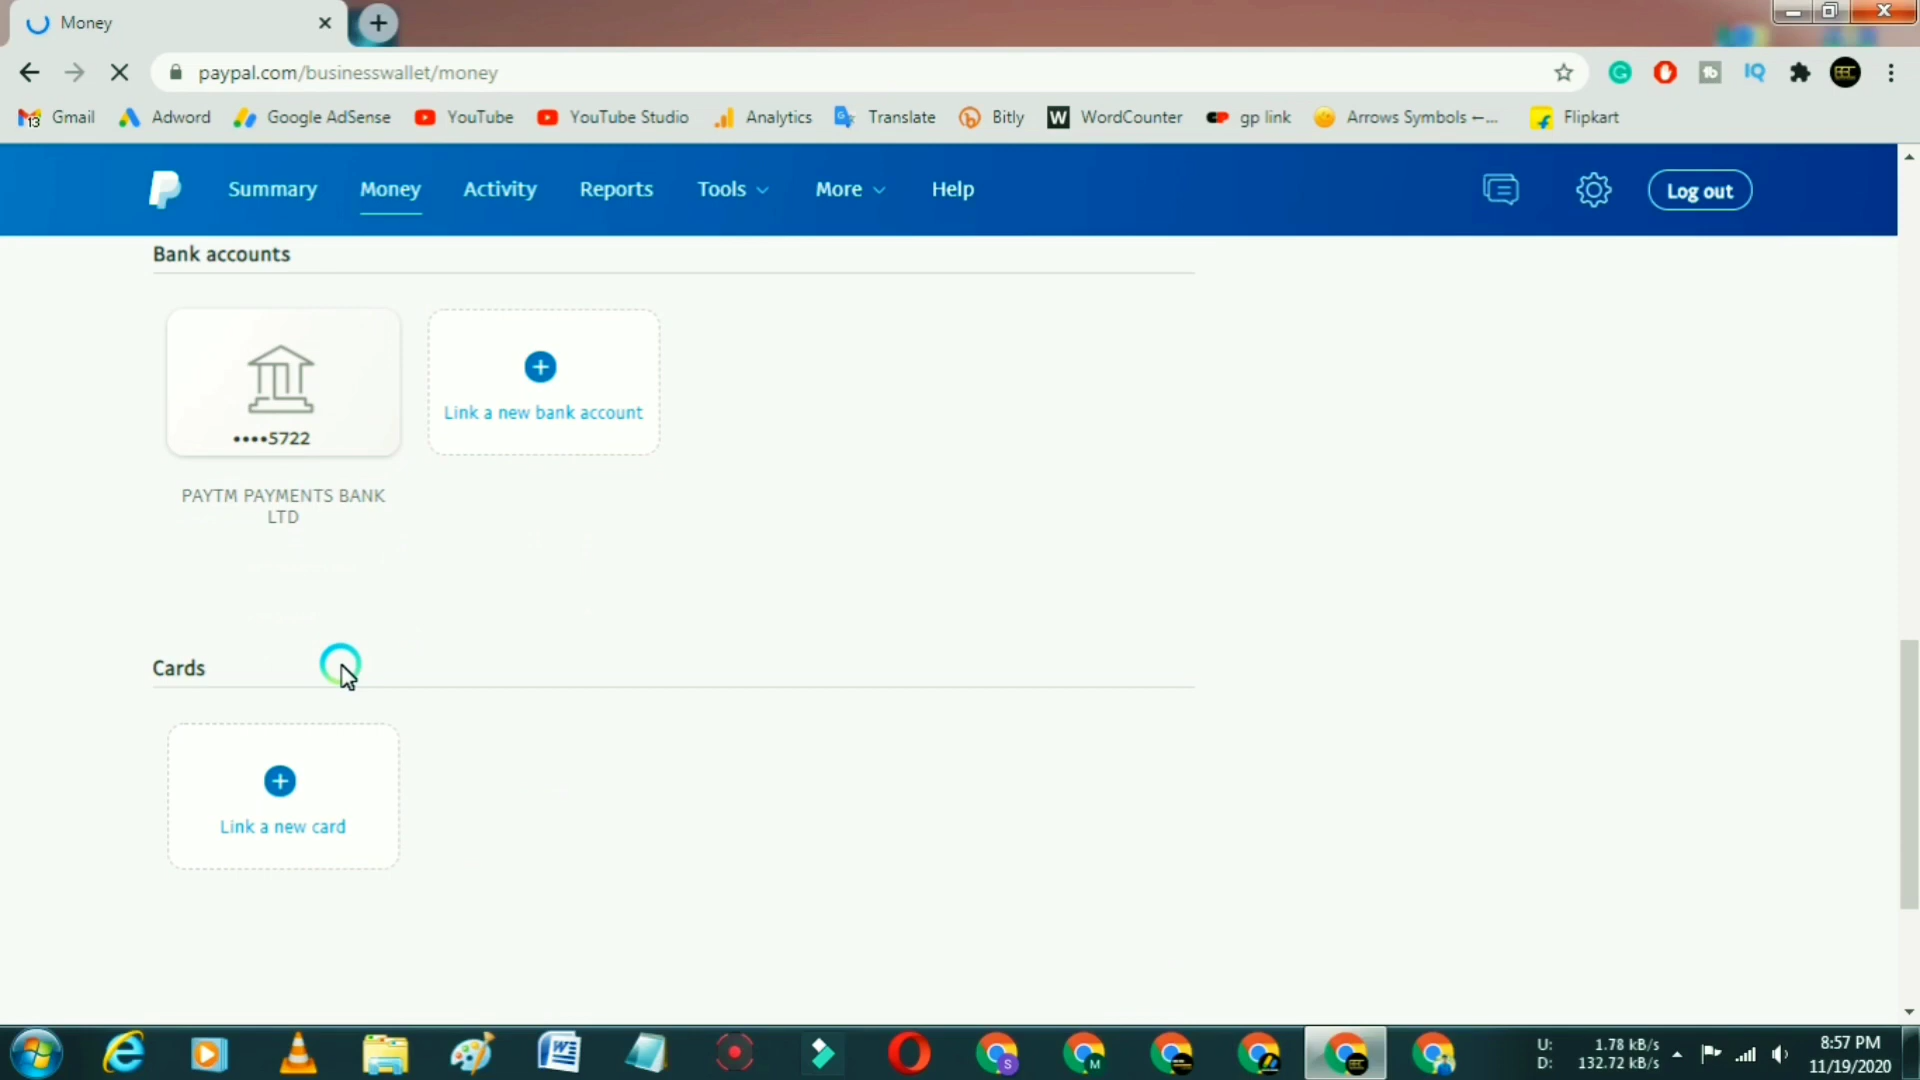 Money
paypal.com/businesswallet/money
13
Gmail
Adword
Google AdSense
YouTube
YouTube Studio
Analytics
Translate
Bitly
W
WordCounter
gp link
Arrows Symbols ←...
Flipkart
IQ
Summary
Money
Activity
Reports
Tools
More
Help
Log out
Bank accounts
••••5722
Link a new bank account
PAYTM PAYMENTS BANK
LTD
Cards
Link a new card
S
M
U: 1.78 kB/s
D: 132.72 kB/s
8:57 PM
11/19/2020